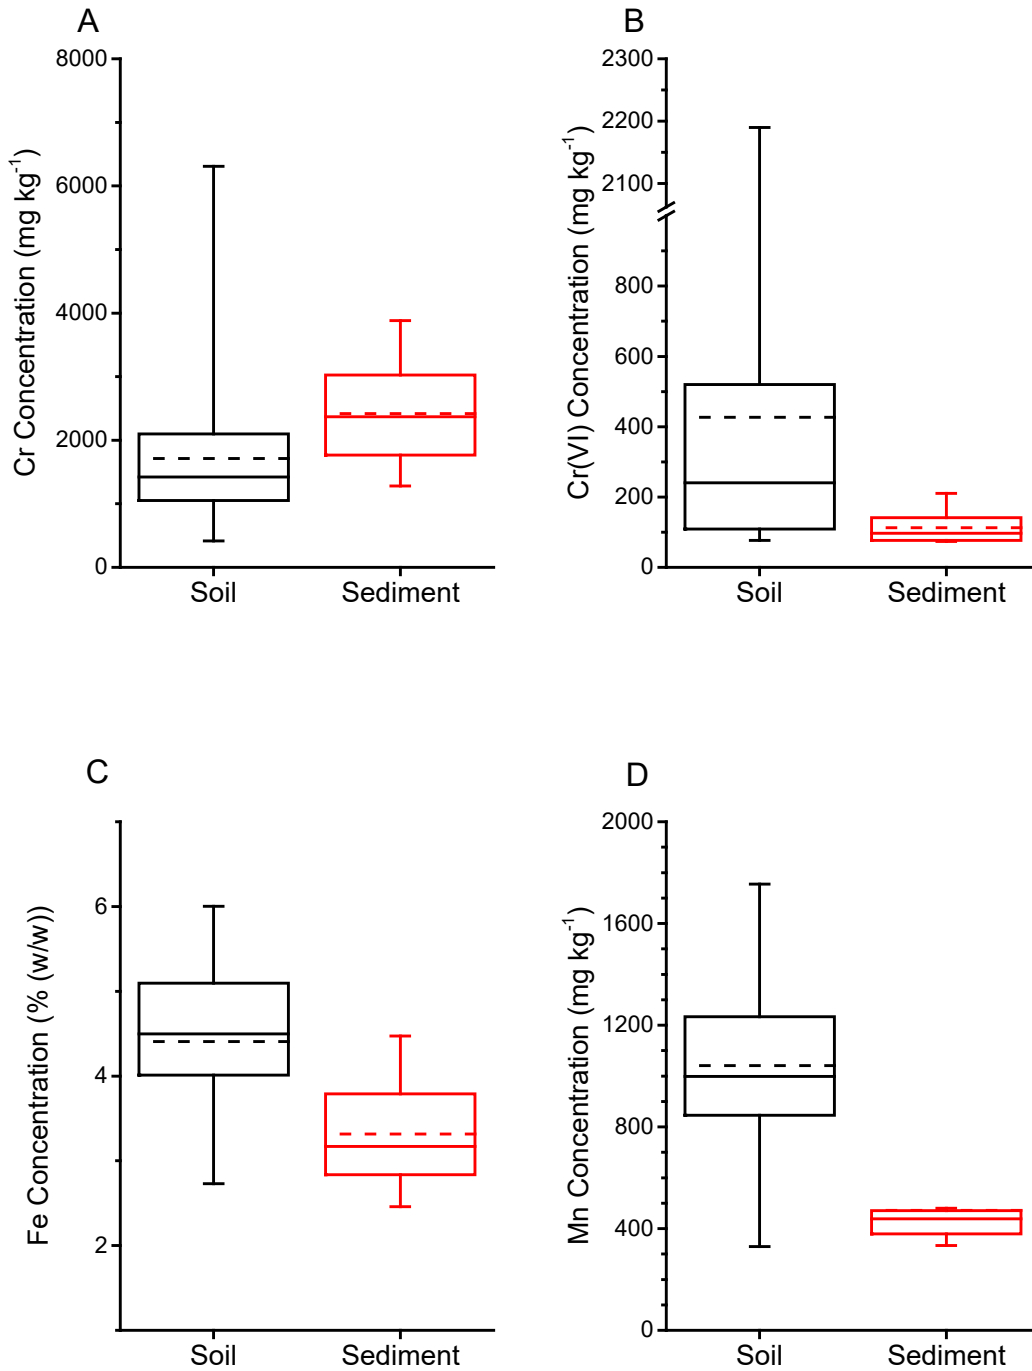 A
8000
6000
4000
2000
0
Cr Concentration (mg kg-1)
Soil
Sediment
B
2300
2200
2100
800
600
400
200
0
Cr(VI) Concentration (mg kg-1)
Soil
Sediment
C
6
4
2
Fe Concentration (% (w/w))
Soil
Sediment
D
2000
1600
1200
800
400
0
Mn Concentration (mg kg-1)
Soil
Sediment